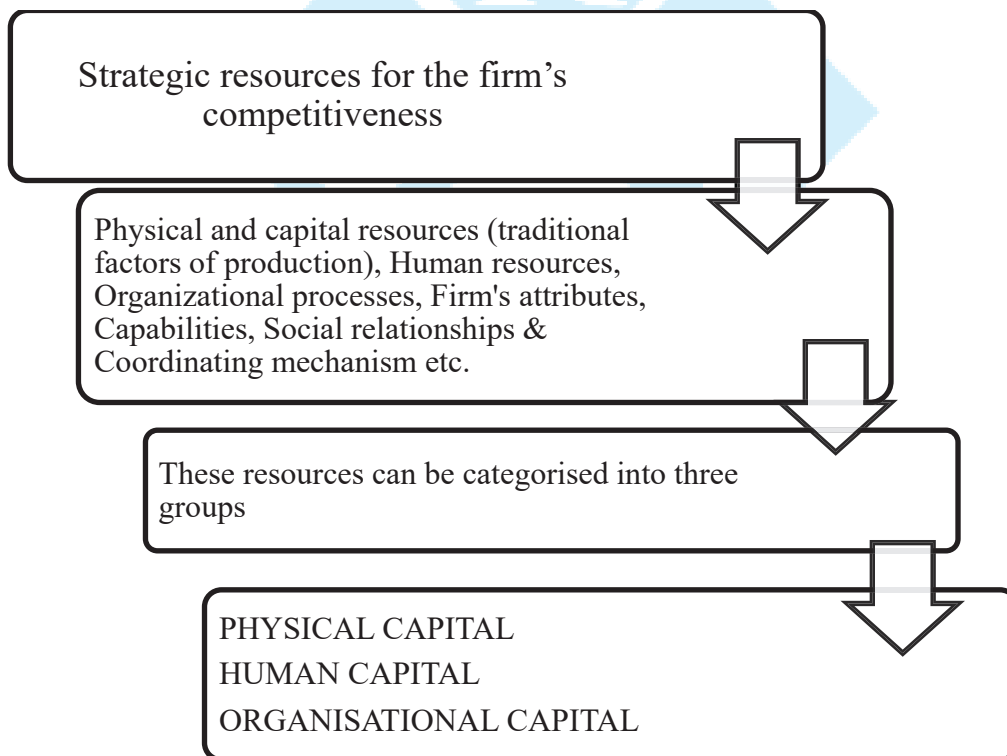 Strategic resources for the firm’s
competitiveness
Physical and capital resources (traditional
factors of production), Human resources,
Organizational processes, Firm's attributes,
Capabilities, Social relationships &
Coordinating mechanism etc.
These resources can be categorised into three
groups
PHYSICAL CAPITAL
HUMAN CAPITAL
ORGANISATIONAL CAPITAL